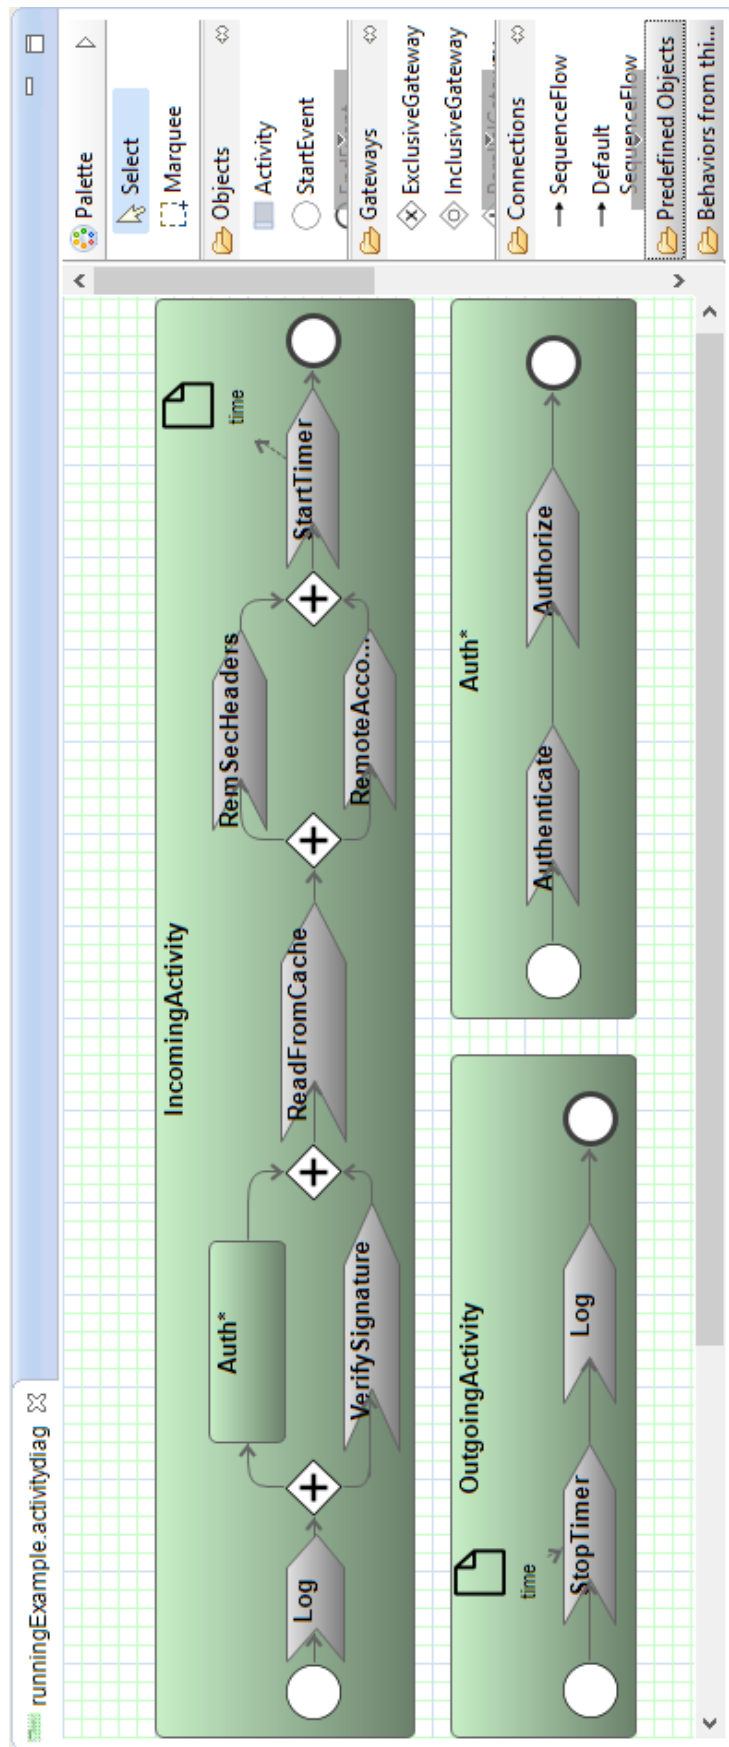 runningExample.activitydiag
IncomingActivity
Log
Auth*
VerifySignature
ReadFromCache
RemSecHeaders
RemoteAcco...
StartTimer
time
OutgoingActivity
time
StopTimer
Log
Auth*
Authenticate
Authorize
Palette
Select
Marquee
Objects
Activity
StartEvent
Gateways
ExclusiveGateway
InclusiveGateway
Connections
SequenceFlow
Default
SequenceFlow
Predefined Objects
Behaviors from thi...